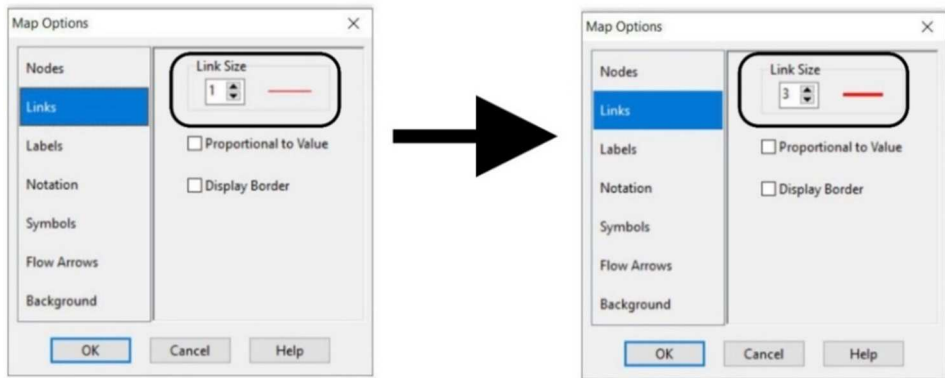 Map Options
Nodes
Links
Labels
Notation
Symbols
Flow Arrows
Background
Link Size
1
Proportional to Value
Display Border
OK Cancel Help
Map Options
Nodes
Links
Labels
Notation
Symbols
Flow Arrows
Background
Link Size
3
Proportional to Value
Display Border
OK Cancel Help